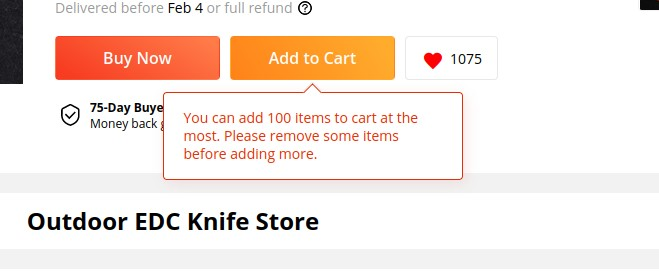 Delivered before Feb 4 or full refund ?
Buy Now
Add to Cart
1075
75-Day Buye
Money back
You can add 100 items to cart at the
most. Please remove some items
before adding more.
Outdoor EDC Knife Store